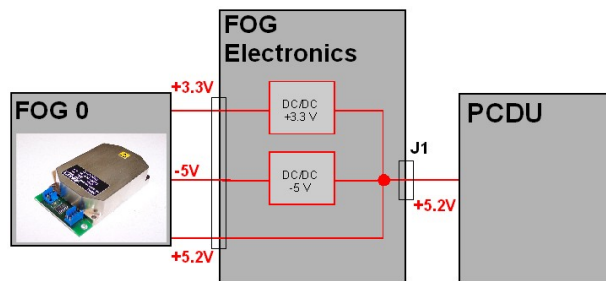 FOG
Electronics
+3.3V
DC/DC
+3.3 V
FOG 0
PCDU
J1
-5V
DC/DC
-5 V
+5.2V
+5.2V